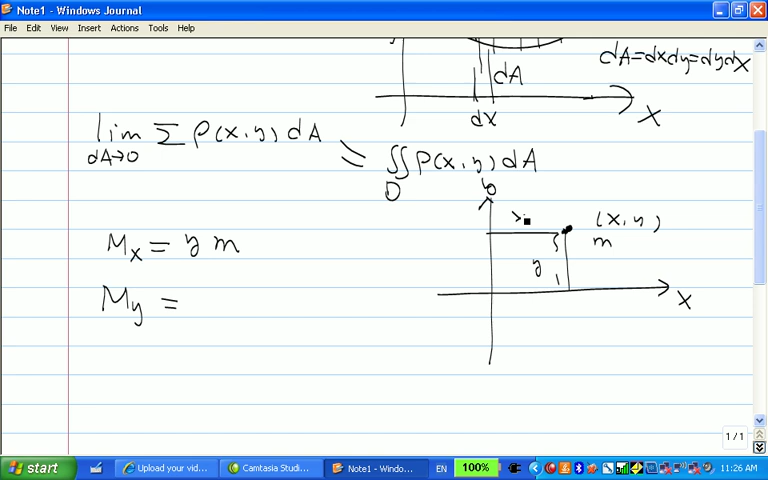 Note1 - Windows Journal
File Edit View Insert Actions Tools Help
dA=dxdy=dydx
dA
dx
X
lim Σ ρ(x,y) dA
dA→0
= ∬ ρ(x,y) dA
D
y
x
(x,y)
m
y
X
Mx = y m
My =
1/1
start
Upload your vid...
Camtasia Studi...
Note1 - Windo...
EN
100%
11:26 AM